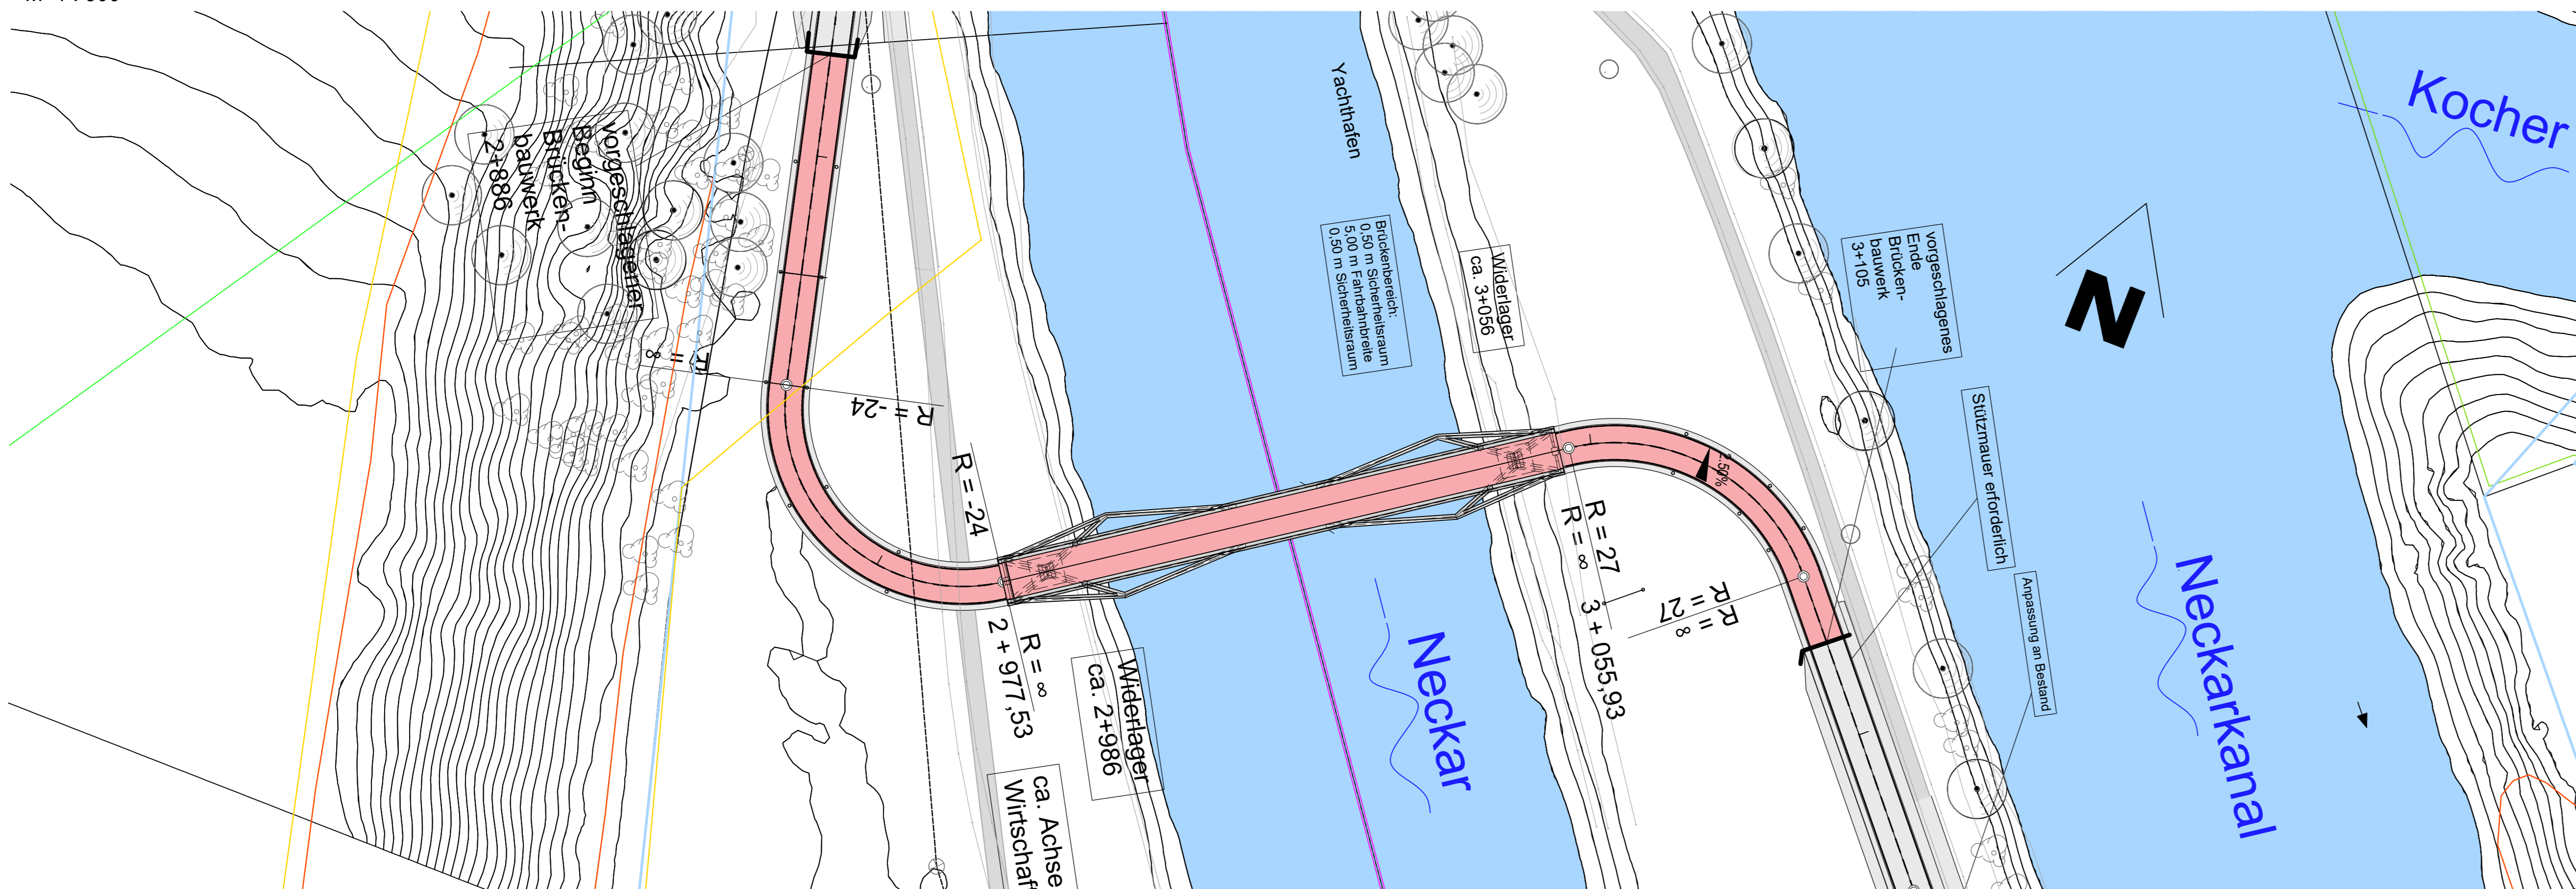 vorgeschlagener
Beginn
Brücken-
bauwerk
2+886
R = ∞
R = -24
R = -24
R = ∞
2 + 977,53
Widerlager
ca. 2+986
ca. Achse
Yachthafen
Brückenbereich:
0,50 m Sicherheitsraum
5,00 m Fahrbahnbreite
0,50 m Sicherheitsraum
Widerlager
ca. 3+056
Neckar
R = 27
R = ∞
3 + 055,93
R = ∞
R = 27
2.50%
vorgeschlagenes
Ende
Brücken-
bauwerk
3+105
Stützmauer erforderlich
Anpassung an Bestand
N
Kocher
Neckarkanal